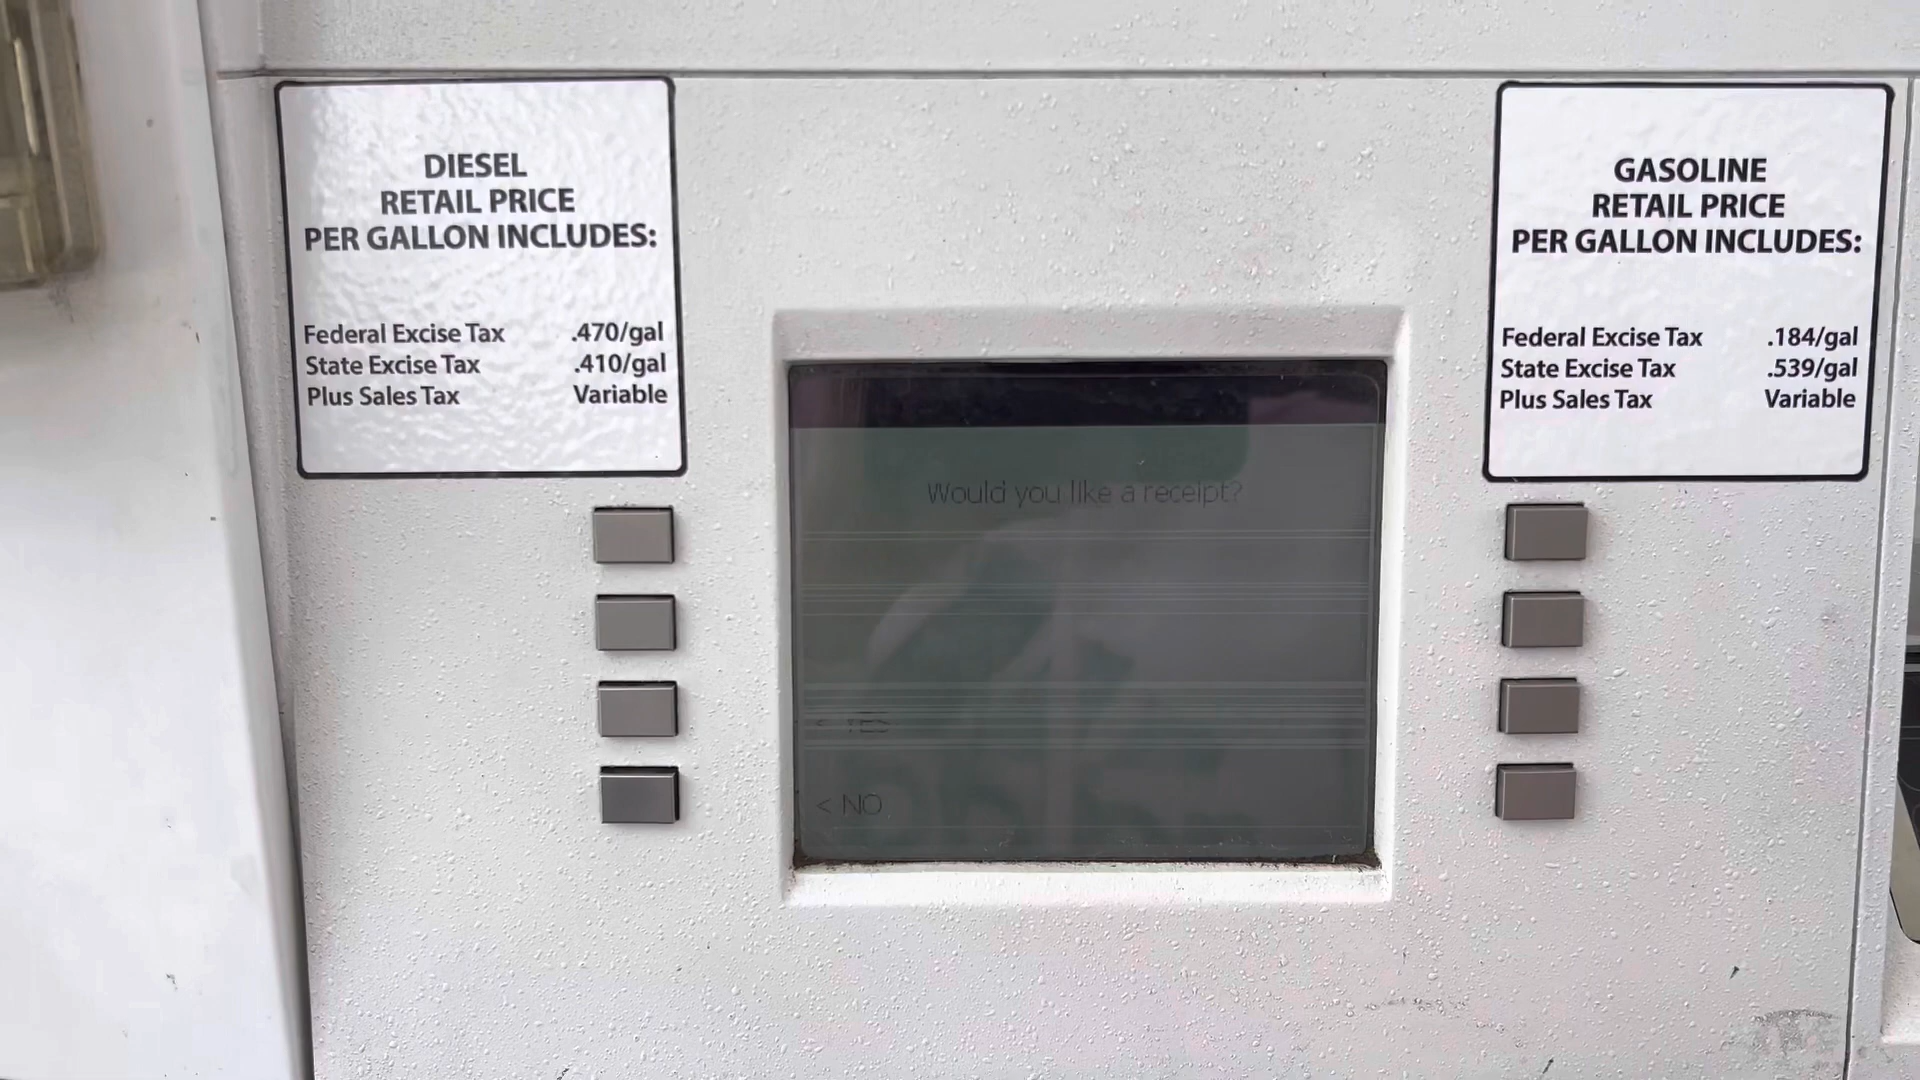 DIESEL
RETAIL PRICE
PER GALLON INCLUDES:
Federal Excise Tax .470/gal
State Excise Tax .410/gal
Plus Sales Tax Variable
GASOLINE
RETAIL PRICE
PER GALLON INCLUDES:
Federal Excise Tax .184/gal
State Excise Tax .539/gal
Plus Sales Tax Variable
Would you like a receipt?
< YES
< NO